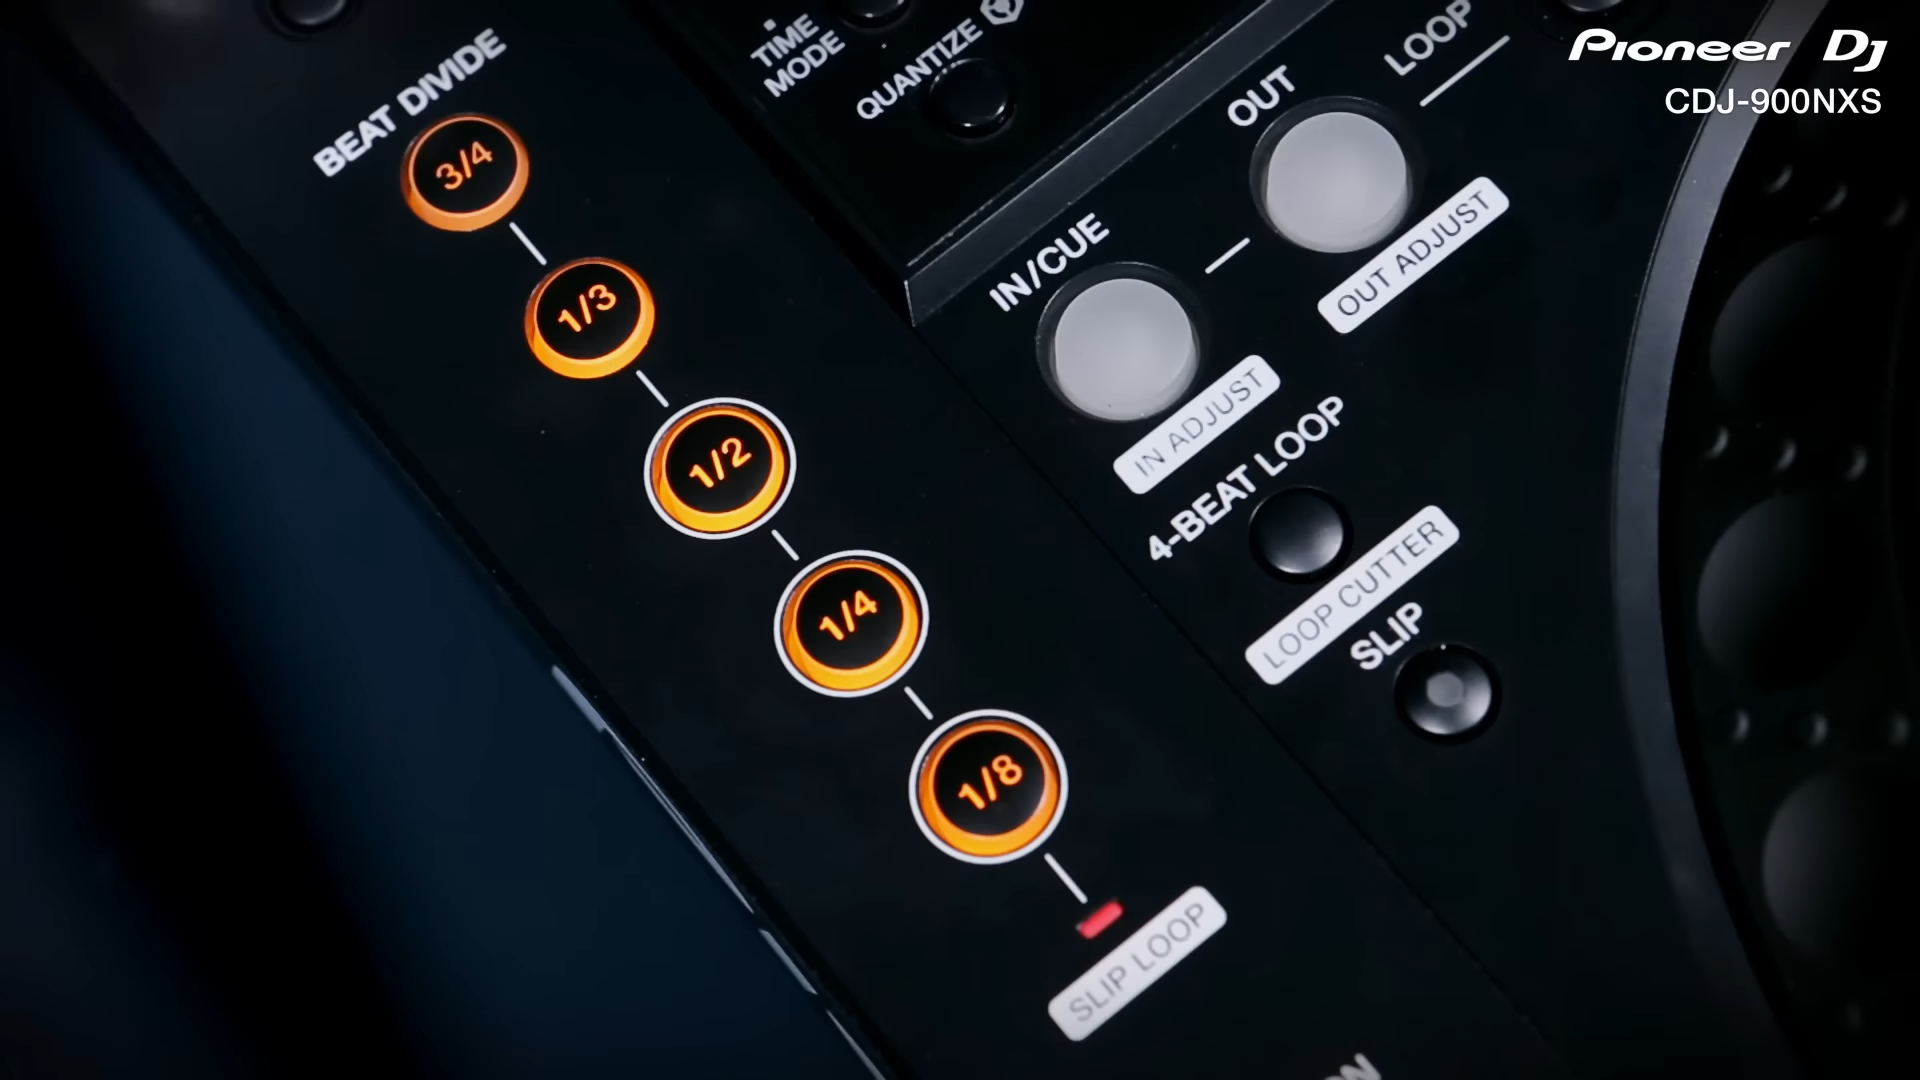 Pioneer Dj
CDJ-900NXS
BEAT DIVIDE
3/4
1/3
1/2
1/4
1/8
SLIP LOOP
TIME
MODE
QUANTIZE
OUT
LOOP
OUT ADJUST
IN/CUE
IN ADJUST
4-BEAT LOOP
LOOP CUTTER
SLIP